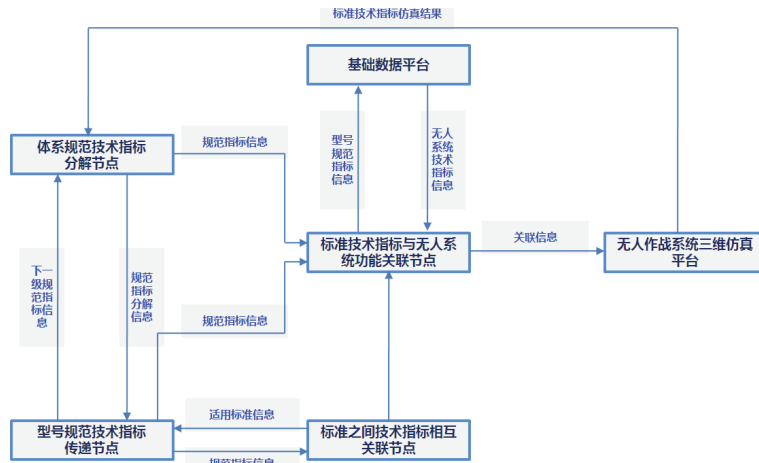 标准技术指标仿真结果
基础数据平台
体系规范技术指标
分解节点
规范指标信息
型号
规范
指标
信息
无人
系统
技术
指标
信息
标准技术指标与无人系
统功能关联节点
关联信息
无人作战系统三维仿真
平台
下一
级规
范指
标信
息
规范
指标
分解
信息
规范指标信息
适用标准信息
型号规范技术指标
传递节点
标准之间技术指标相互
关联节点
规范指标信息